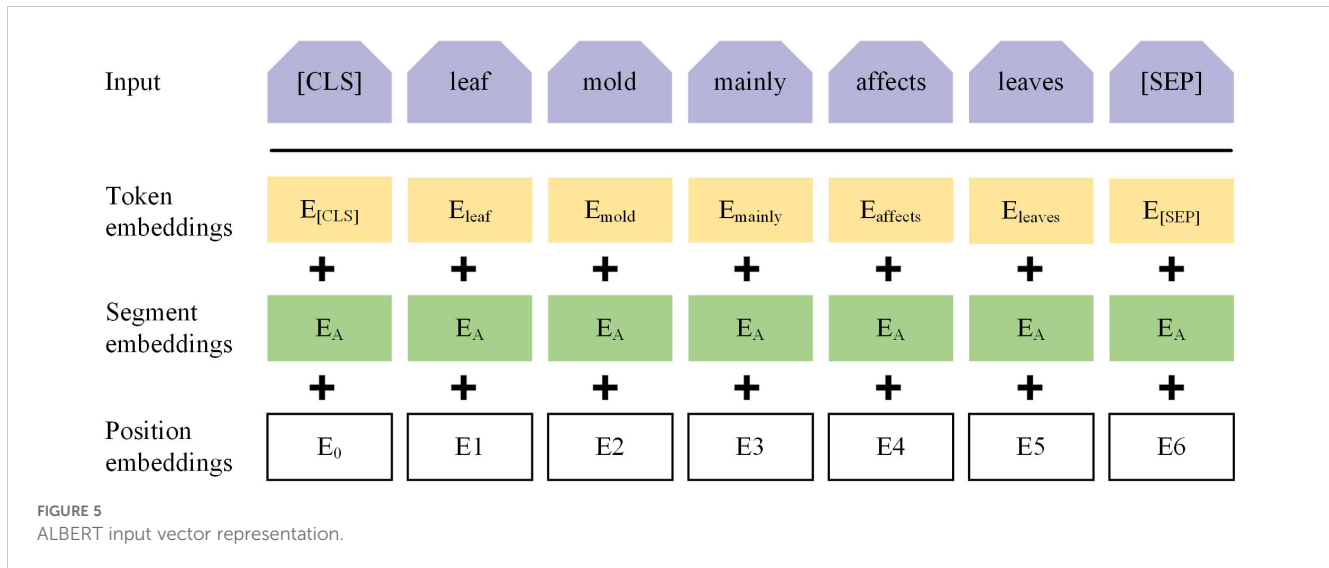 Input [CLS] leaf mold mainly affects leaves [SEP]
Token
embeddings
E[CLS] Eleaf Emold Emainly Eaffects Eleaves E[SEP]
+ + + + + + +
Segment
embeddings
EA EA EA EA EA EA EA
+ + + + + + +
Position
embeddings
E0 E1 E2 E3 E4 E5 E6
FIGURE 5
ALBERT input vector representation.